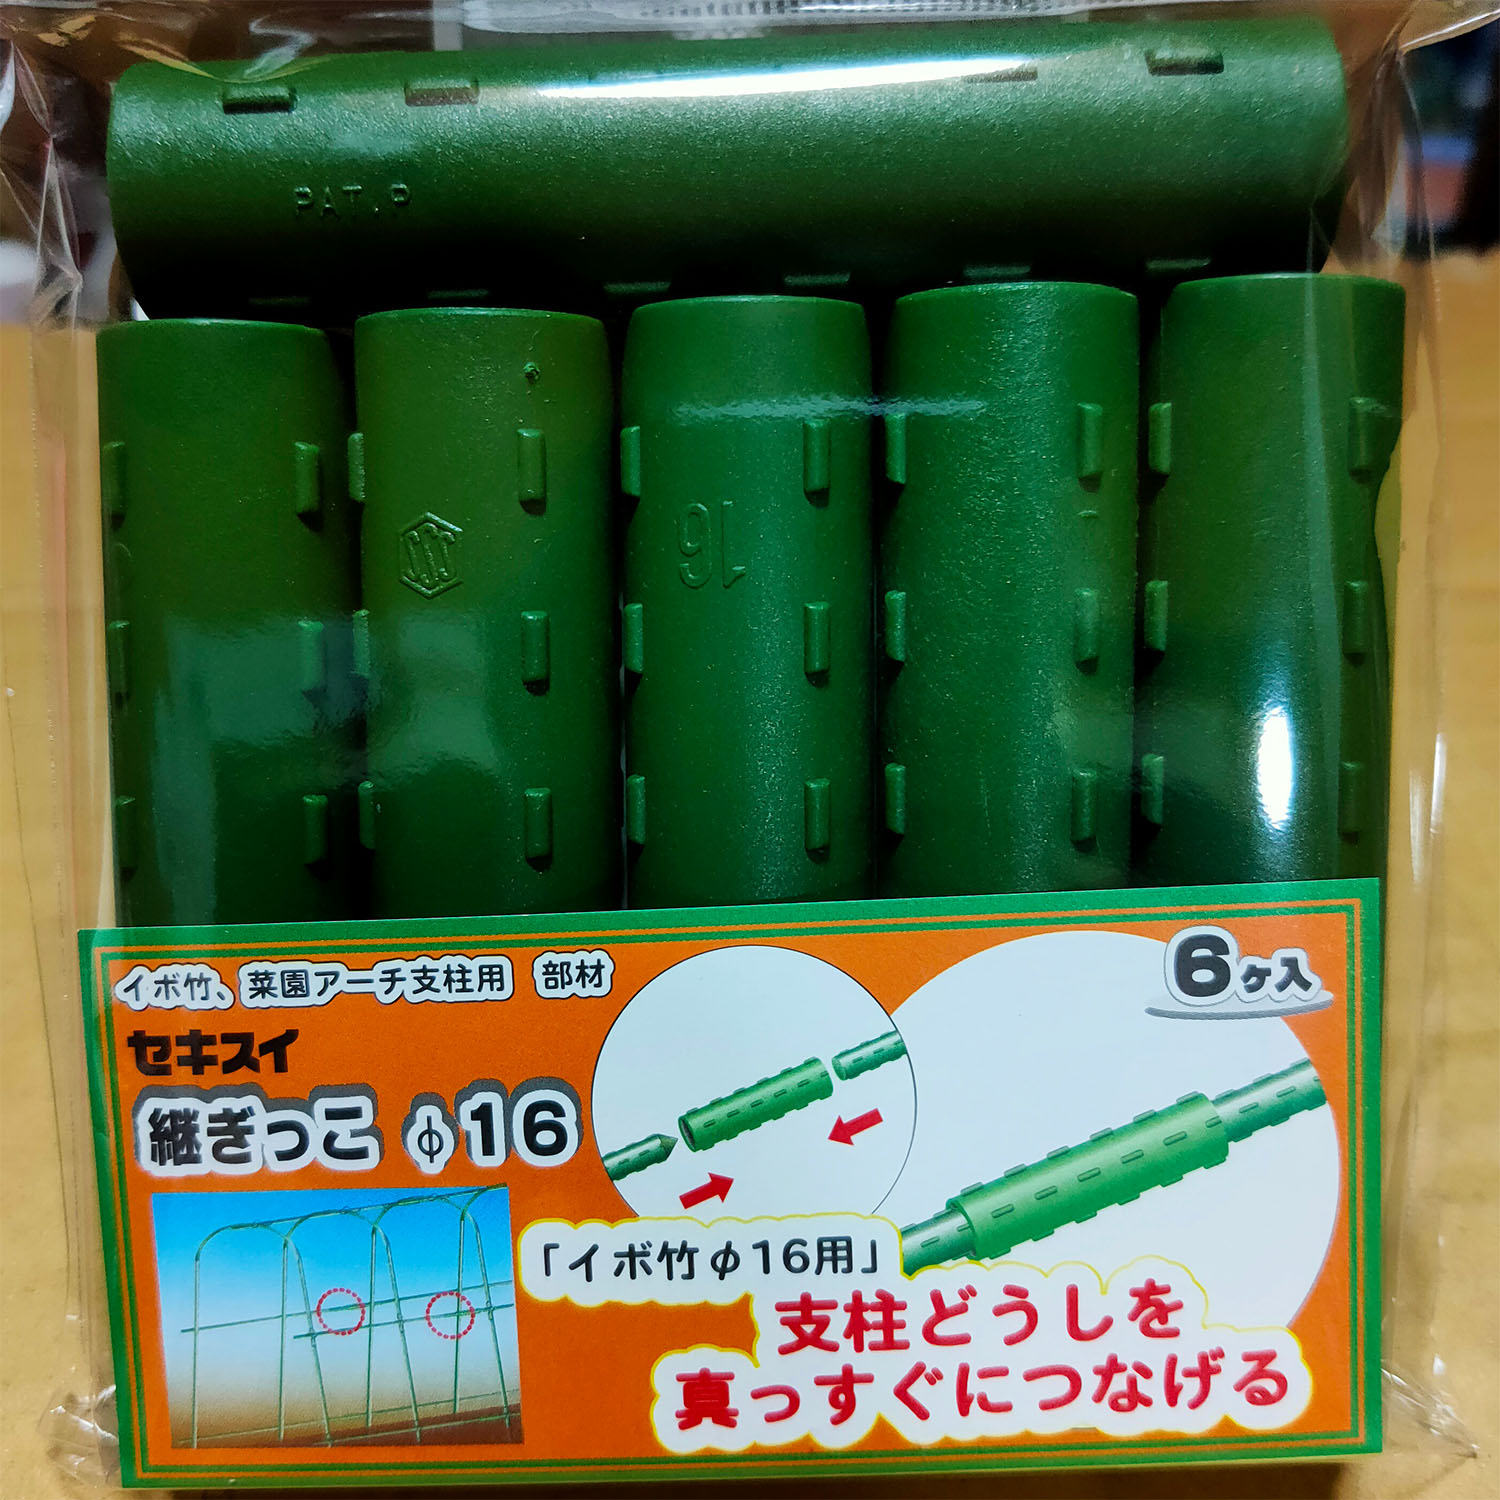 PAT.P
16
イボ竹、菜園アーチ支柱用 部材
6ヶ入
セキスイ
継ぎっこ φ16
「イボ竹φ16用」
支柱どうしを
真っすぐにつなげる